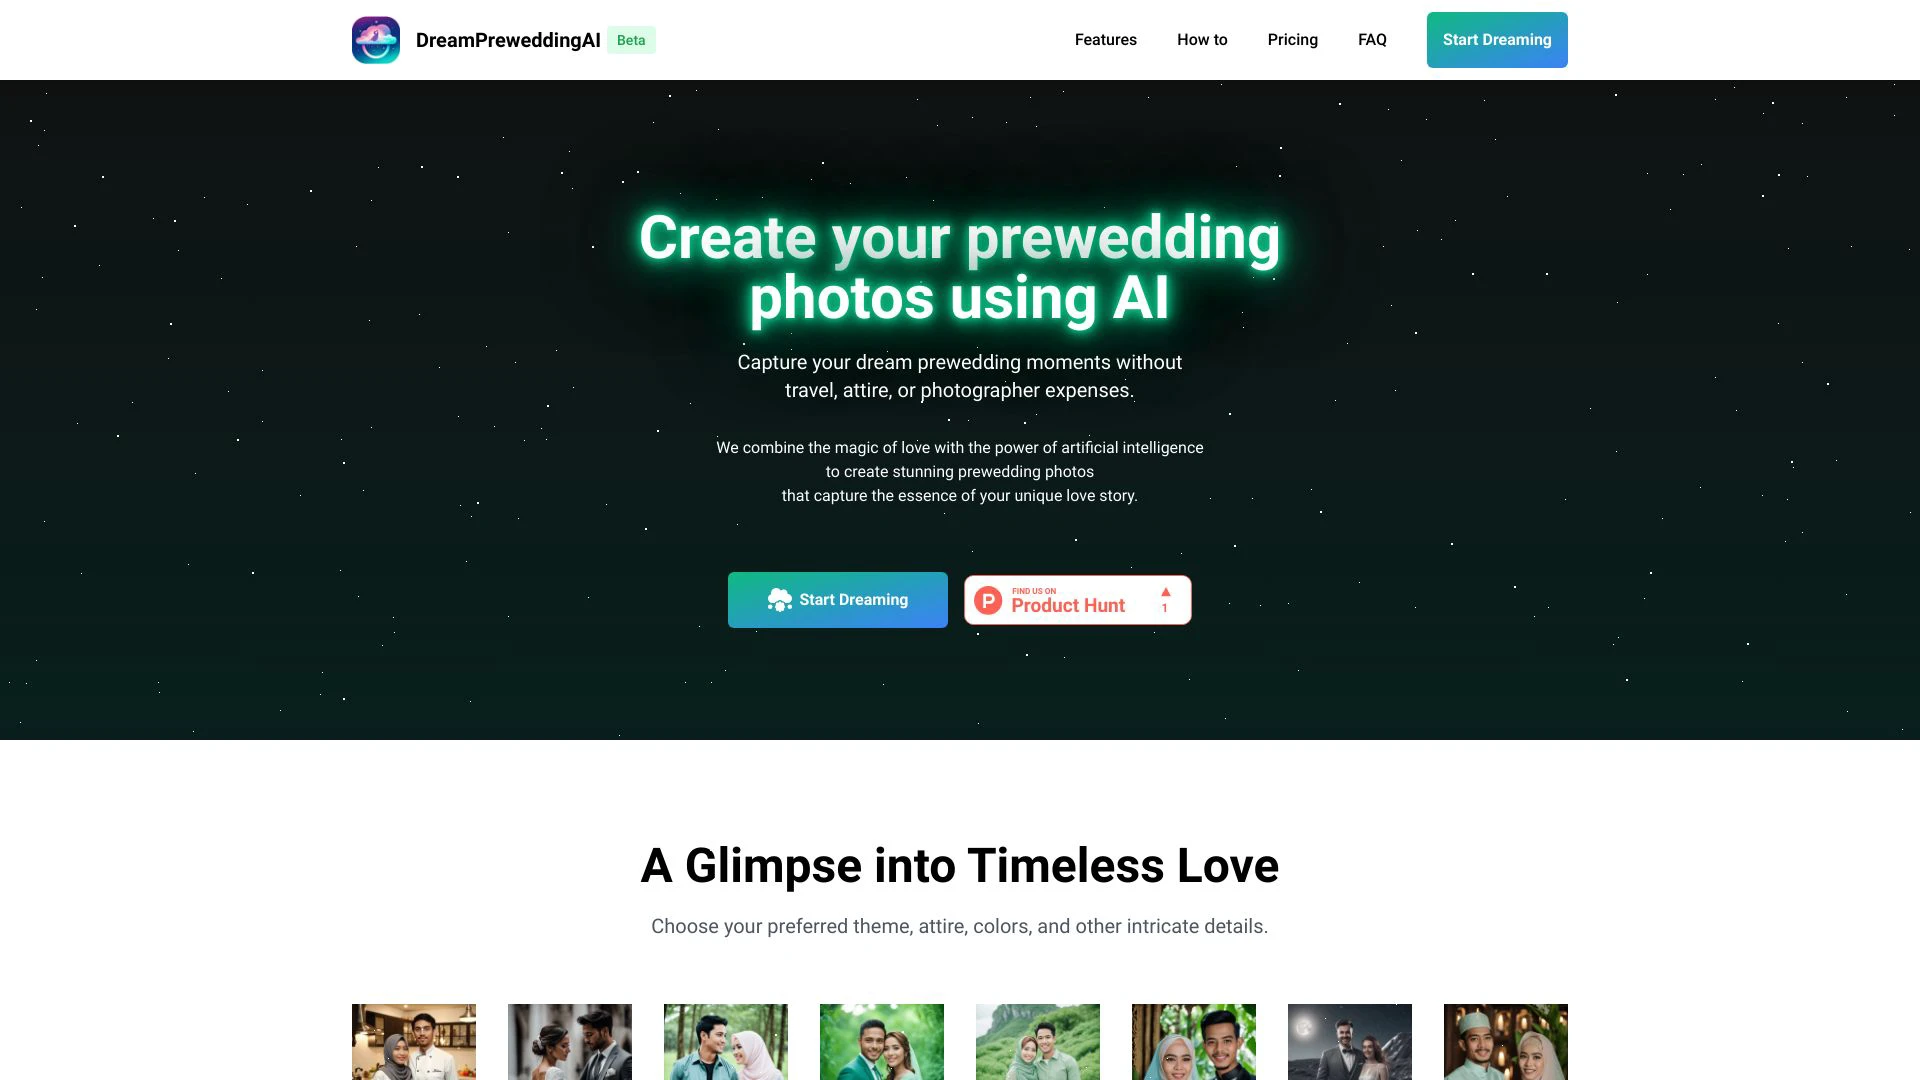 DreamPreweddingAI Beta
Features How to Pricing FAQ Start Dreaming
Create your prewedding
photos using AI
Capture your dream prewedding moments without
travel, attire, or photographer expenses.
We combine the magic of love with the power of artificial intelligence
to create stunning prewedding photos
that capture the essence of your unique love story.
Start Dreaming
FIND US ON
Product Hunt
1
A Glimpse into Timeless Love
Choose your preferred theme, attire, colors, and other intricate details.